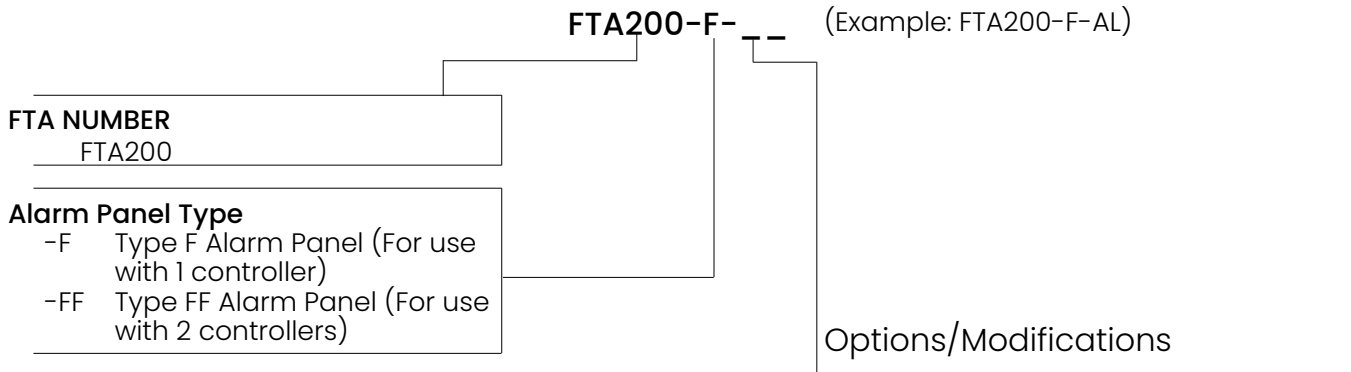 FTA200-F-__ (Example: FTA200-F-AL)
FTA NUMBER
FTA200
Alarm Panel Type
-F Type F Alarm Panel (For use
with 1 controller)
-FF Type FF Alarm Panel (For use
with 2 controllers)
Options/Modifications